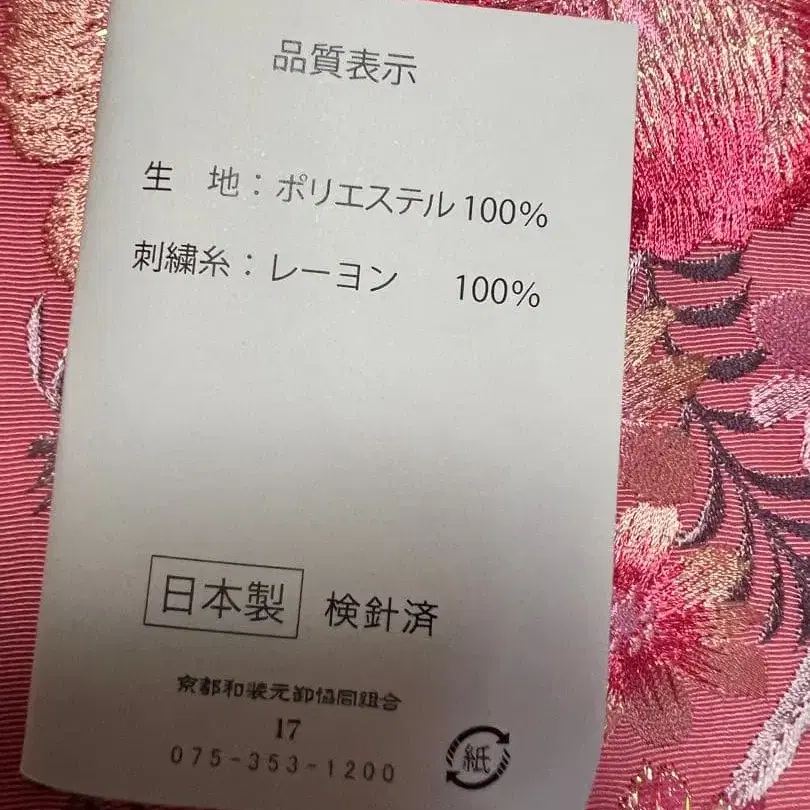 品質表示
生　地：ポリエステル 100%
刺繍糸：レーヨン　100%
日本製 検針済
京都和装元卸協同組合
17
075-353-1200
紙